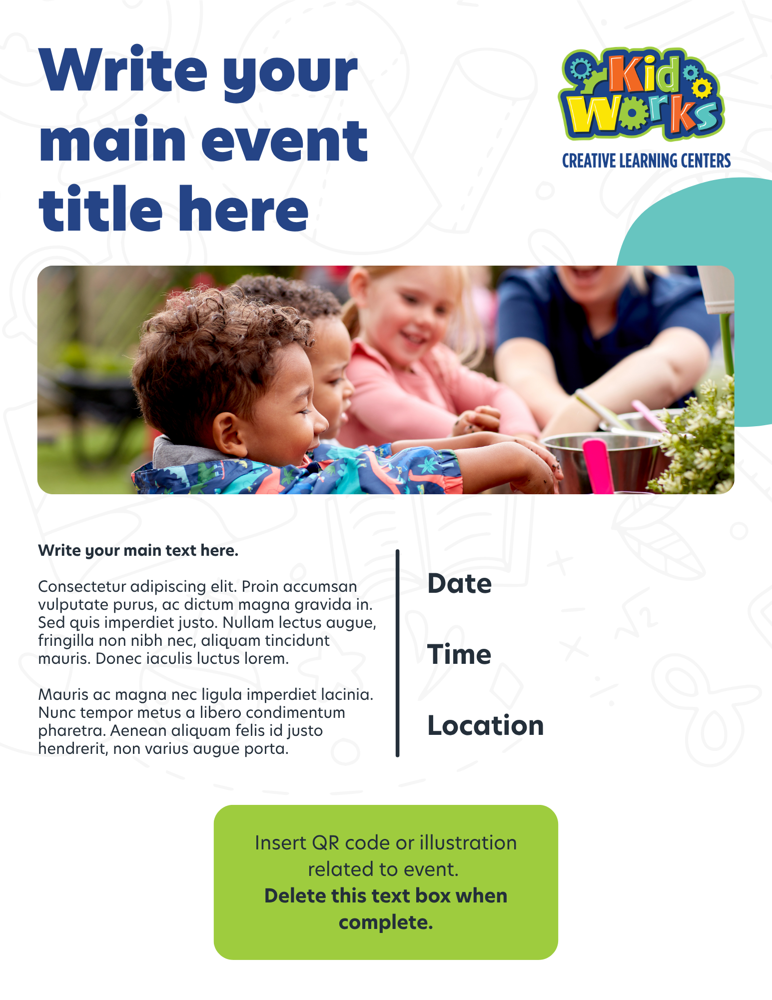 Write your
main event
title here
Kid
Works
CREATIVE LEARNING CENTERS
Write your main text here.
Consectetur adipiscing elit. Proin accumsan
vulputate purus, ac dictum magna gravida in.
Sed quis imperdiet justo. Nullam lectus augue,
fringilla non nibh nec, aliquam tincidunt
mauris. Donec iaculis luctus lorem.
Mauris ac magna nec ligula imperdiet lacinia.
Nunc tempor metus a libero condimentum
pharetra. Aenean aliquam felis id justo
hendrerit, non varius augue porta.
Date
Time
Location
Insert QR code or illustration
related to event.
Delete this text box when
complete.